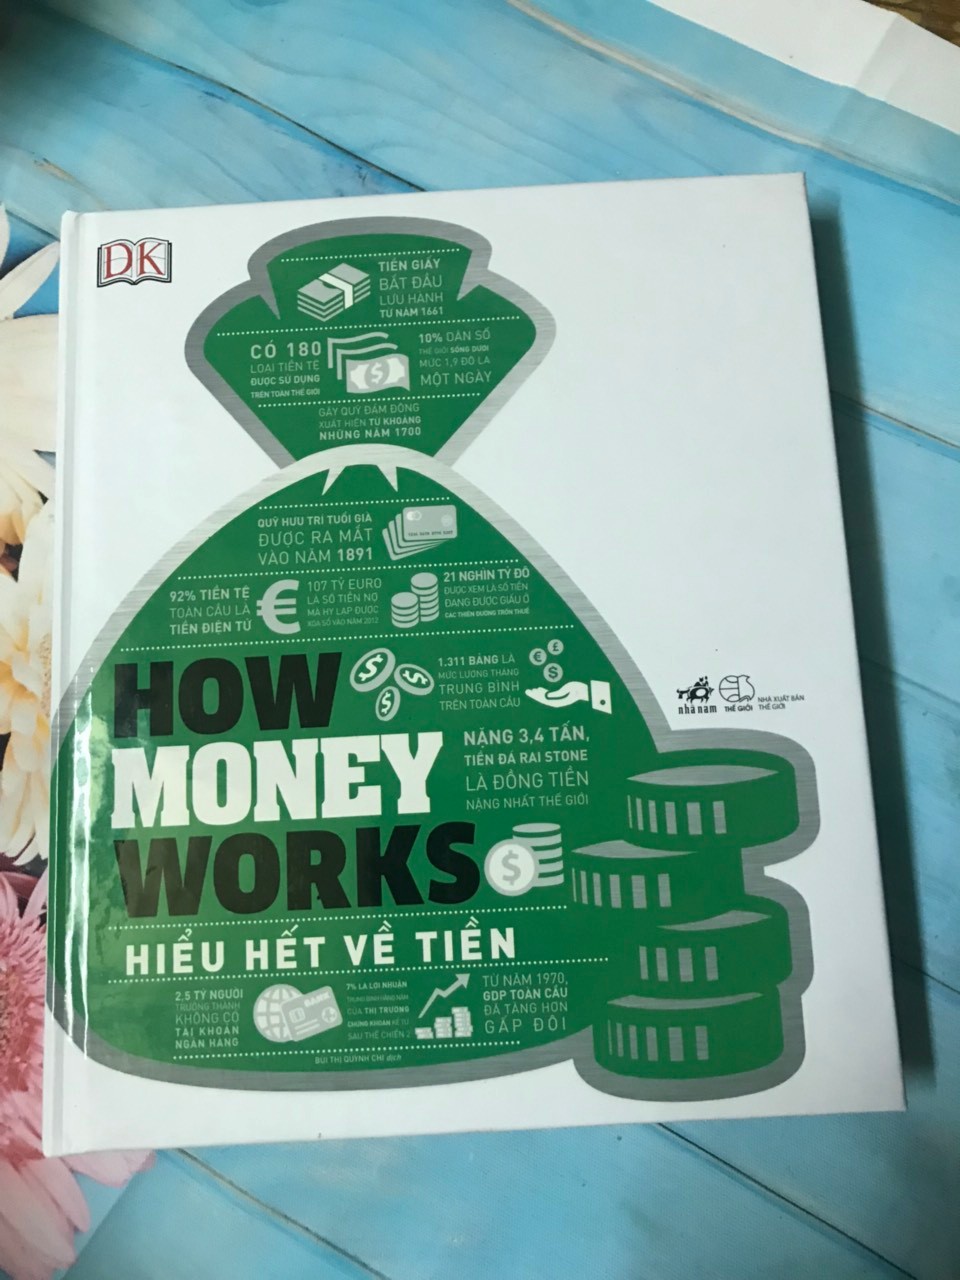 DK
TIỀN GIẤY
BẮT ĐẦU
LƯU HÀNH
TỪ NĂM 1661
CÓ 180
LOẠI TIỀN TỆ
ĐƯỢC SỬ DỤNG
TRÊN TOÀN THẾ GIỚI
10% DÂN SỐ
THẾ GIỚI SỐNG DƯỚI
MỨC 1,9 ĐÔ LA
MỘT NGÀY
GÂY QUỸ ĐÁM ĐÔNG
XUẤT HIỆN TỪ KHOẢNG
NHỮNG NĂM 1700
QUỸ HƯU TRÍ TUỔI GIÀ
ĐƯỢC RA MẮT
VÀO NĂM 1891
92% TIỀN TỆ
TOÀN CẦU LÀ
TIỀN ĐIỆN TỬ
€
107 TỶ EURO
LÀ SỐ TIỀN NỢ
MÀ HY LẠP ĐƯỢC
XÓA SỔ VÀO NĂM 2012
21 NGHÌN TỶ ĐÔ
ĐƯỢC XEM LÀ SỐ TIỀN
ĐANG ĐƯỢC GIẤU Ở
CÁC THIÊN ĐƯỜNG TRỐN THUẾ
HOW
MONEY
WORKS
1.311 BẢNG LÀ
MỨC LƯƠNG THÁNG
TRUNG BÌNH
TRÊN TOÀN CẦU
NẶNG 3,4 TẤN,
TIỀN ĐÁ RAI STONE
LÀ ĐỒNG TIỀN
NẶNG NHẤT THẾ GIỚI
nhã nam
THẾ GIỚI
NHÀ XUẤT BẢN
THẾ GIỚI
HIỂU HẾT VỀ TIỀN
2,5 TỶ NGƯỜI
TRƯỞNG THÀNH
KHÔNG CÓ
TÀI KHOẢN
NGÂN HÀNG
BANK
7% LÀ LỢI NHUẬN
TRUNG BÌNH HÀNG NĂM
CỦA THỊ TRƯỜNG
CHỨNG KHOÁN KỂ TỪ
SAU THẾ CHIẾN 2
TỪ NĂM 1970,
GDP TOÀN CẦU
ĐÃ TĂNG HƠN
GẤP ĐÔI
BÙI THỊ QUỲNH CHI dịch